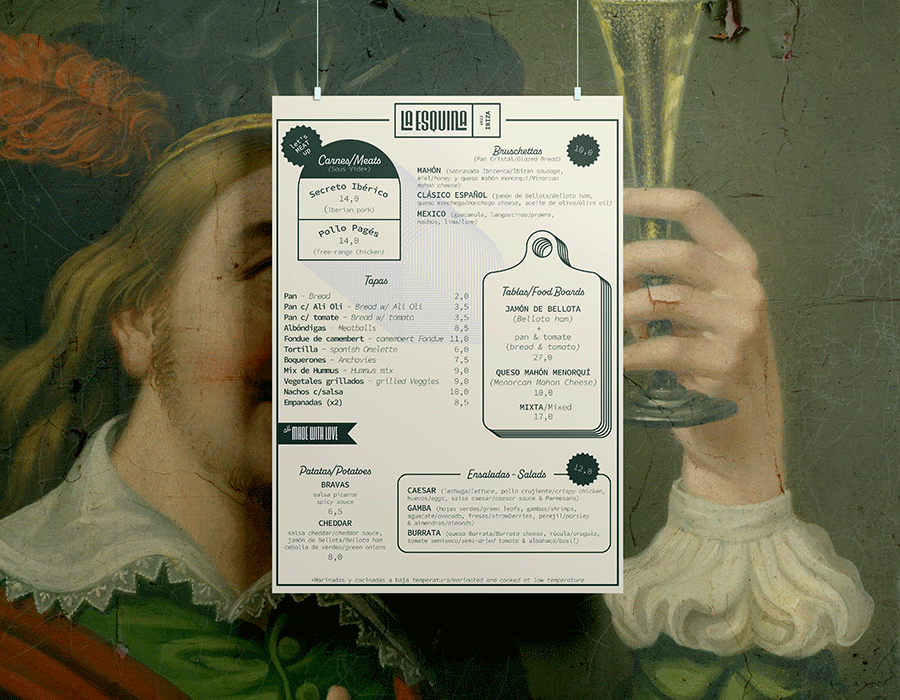 LA ESQUINA
2023
IBIZA
let's
MEAT
up
Carnes/Meats
(Sous Vide*)
Secreto Ibérico
14,0
(Iberian pork)
Pollo Pagés
14,0
(free-range Chicken)
Bruschettas
(Pan Cristal/Glazed Bread)
10,0
MAHÓN (sobrasada Ibicenca/Ibizan sausage,
miel/honey y queso mahón menorquí/Minorcan
mahon cheese)
CLÁSICO ESPAÑOL (jamón de Bellota/Bellota ham,
queso manchego/manchego cheese, aceite de oliva/olive oil)
MEXICO (guacamole, langostinos/prawns,
nachos, lima/lime)
Tapas
Pan - Bread 2,0
Pan c/ Ali Oli - Bread w/ Ali Oli 3,5
Pan c/ tomate - Bread w/ tomato 3,5
Albóndigas - Meatballs 8,5
Fondue de camembert - camembert Fondue 11,0
Tortilla - spanish Omelette 6,0
Boquerones - Anchovies 7,5
Mix de Hummus - Hummus mix 9,0
Vegetales grillados - grilled Veggies 9,0
Nachos c/salsa 10,0
Empanadas (x2) 8,5
Tablas/Food Boards
JAMÓN DE BELLOTA
(Bellota ham)
+
pan & tomate
(bread & tomato)
27,0
QUESO MAHÓN MENORQUÍ
(Menorcan Mahon Cheese)
10,0
MIXTA/Mixed
17,0
all MADE WITH LOVE
Patatas/Potatoes
BRAVAS
salsa picante
spicy sauce
6,5
CHEDDAR
salsa cheddar/cheddar sauce,
jamón de Bellota/Bellota ham
cebolla de verdeo/green onions
8,0
Ensaladas - Salads
12,0
CAESAR (lechuga/lettuce, pollo crujiente/crispy chicken,
huevos/eggs, salsa caesar/caesar sauce & Parmesano)
GAMBA (hojas verdes/green leafs, gambas/shrimps,
aguacate/avocado, fresas/strawberries, perejil/parsley
& almendras/almonds)
BURRATA (queso Burrata/Burrata cheese, rúcula/arugula,
tomate semiseco/semi-dried tomato & albahaca/basil)
*Marinados y cocinados a baja temperatura/marinated and cooked at low temperature